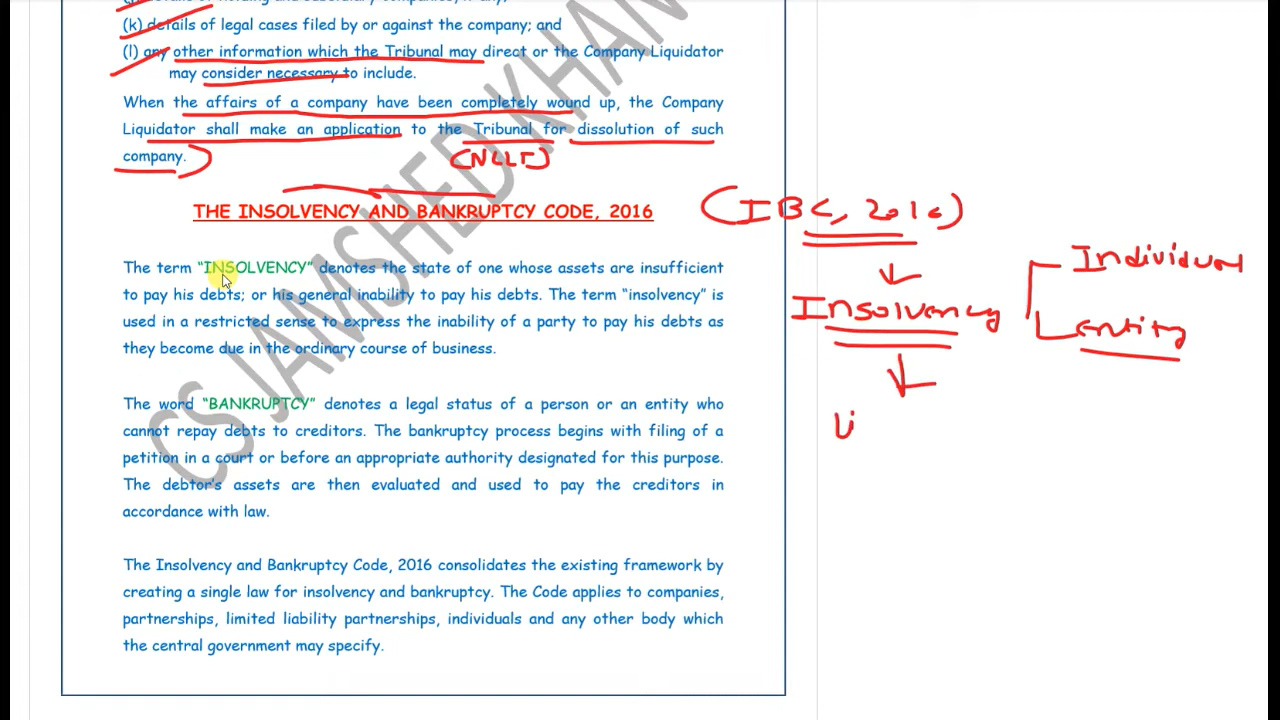 (k) details of legal cases filed by or against the company; and
(l) any other information which the Tribunal may direct or the Company Liquidator
may consider necessary to include.
When the affairs of a company have been completely wound up, the Company
Liquidator shall make an application to the Tribunal for dissolution of such
company.
(NCLT)
THE INSOLVENCY AND BANKRUPTCY CODE, 2016
The term “INSOLVENCY” denotes the state of one whose assets are insufficient
to pay his debts; or his general inability to pay his debts. The term “insolvency” is
used in a restricted sense to express the inability of a party to pay his debts as
they become due in the ordinary course of business.
The word “BANKRUPTCY” denotes a legal status of a person or an entity who
cannot repay debts to creditors. The bankruptcy process begins with filing of a
petition in a court or before an appropriate authority designated for this purpose.
The debtor's assets are then evaluated and used to pay the creditors in
accordance with law.
The Insolvency and Bankruptcy Code, 2016 consolidates the existing framework by
creating a single law for insolvency and bankruptcy. The Code applies to companies,
partnerships, limited liability partnerships, individuals and any other body which
the central government may specify.
CS JAMSHED KHAN
(IBC, 2016)
Individual
Insolvency
entity